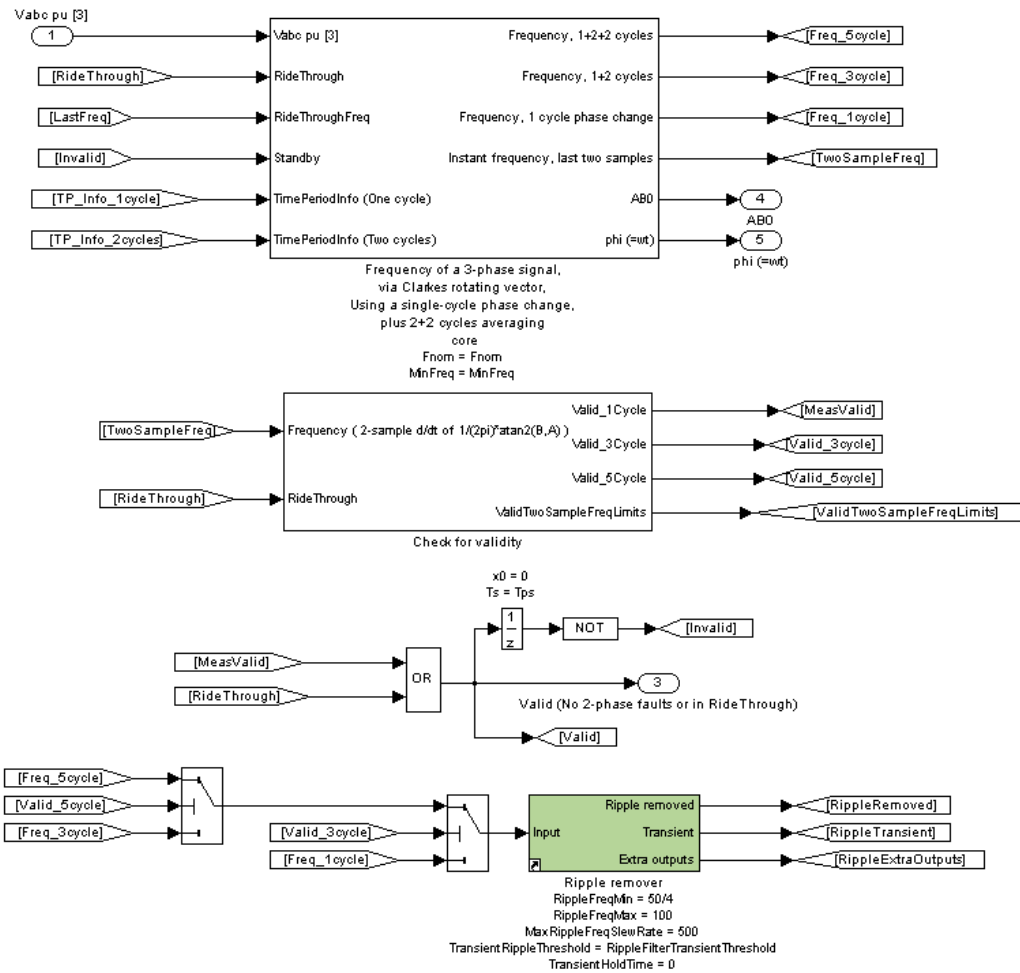 Vabc pu [3]
1
[RideThrough]
[LastFreq]
[Invalid]
[TP_Info_1cycle]
[TP_Info_2cycles]
Vabc pu [3]
RideThrough
RideThroughFreq
Standby
TimePeriodInfo (One cycle)
TimePeriodInfo (Two cycles)
Frequency, 1+2+2 cycles
Frequency, 1+2 cycles
Frequency, 1 cycle phase change
Instant frequency, last two samples
AB0
phi (=wt)
[Freq_5cycle]
[Freq_3cycle]
[Freq_1cycle]
[TwoSampleFreq]
4
AB0
5
phi (=wt)
Frequency of a 3-phase signal,
via Clarkes rotating vector,
Using a single-cycle phase change,
plus 2+2 cycles averaging
core
Fnom = Fnom
MinFreq = MinFreq
[TwoSampleFreq]
[RideThrough]
Frequency ( 2-sample d/dt of 1/(2pi)*atan2(B,A) )
RideThrough
Valid_1Cycle
Valid_3Cycle
Valid_5Cycle
ValidTwoSampleFreqLimits
[MeasValid]
[Valid_3cycle]
[Valid_5cycle]
[ValidTwoSampleFreqLimits]
Check for validity
x0 = 0
Ts = Tps
1
z
NOT
[Invalid]
[MeasValid]
[RideThrough]
OR
3
Valid (No 2-phase faults or in RideThrough)
[Valid]
[Freq_5cycle]
[Valid_5cycle]
[Freq_3cycle]
[Valid_3cycle]
[Freq_1cycle]
Input
Ripple removed
Transient
Extra outputs
[RippleRemoved]
[RippleTransient]
[RippleExtraOutputs]
Ripple remover
RippleFreqMin = 50/4
RippleFreqMax = 100
MaxRippleFreqSlewRate = 500
TransientRippleThreshold = RippleFilterTransientThreshold
TransientHoldTime = 0